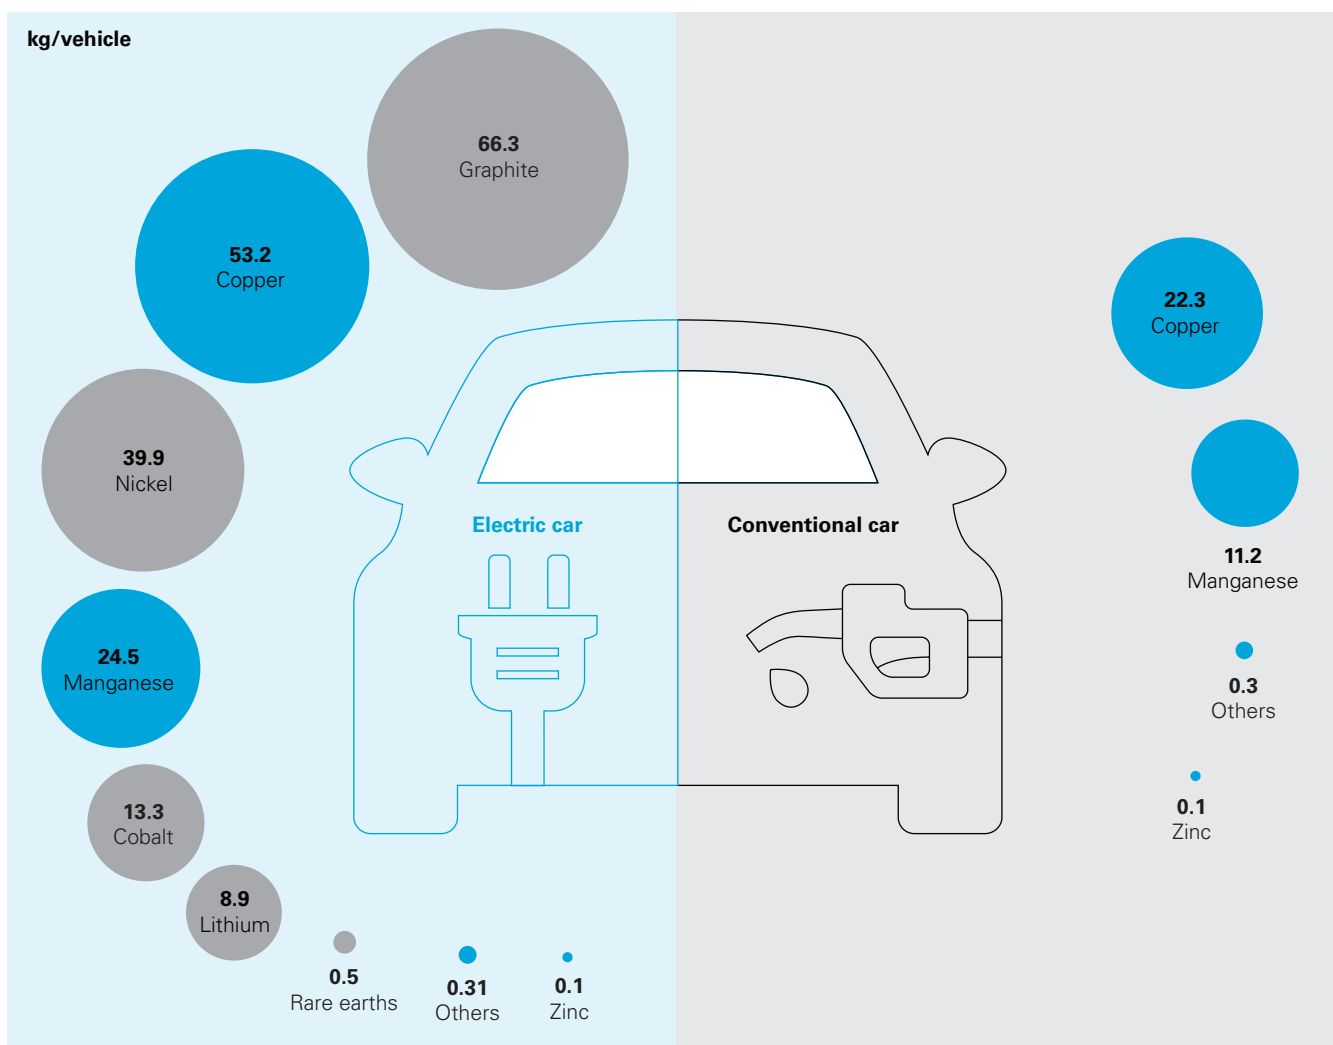 kg/vehicle
66.3
Graphite
53.2
Copper
39.9
Nickel
24.5
Manganese
13.3
Cobalt
8.9
Lithium
0.5
Rare earths
0.31
Others
0.1
Zinc
Electric car
Conventional car
22.3
Copper
11.2
Manganese
0.3
Others
0.1
Zinc